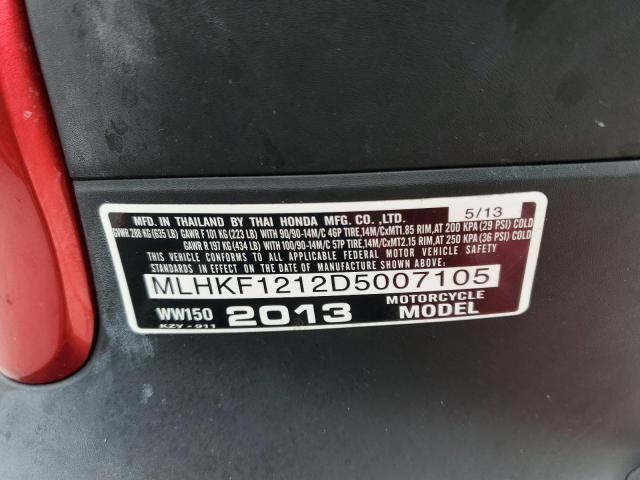 MFD. IN THAILAND BY THAI HONDA MFG. CO.,LTD. 5/13
GVWR 288 KG (635 LB) GAWR F 101 KG (223 LB) WITH 90/90-14M/C 46P TIRE,14M/CxMT1.85 RIM, AT 200 KPA (29 PSI) COLD
GAWR R 197 KG (434 LB) WITH 100/90-14M/C 57P TIRE,14M/CxMT2.15 RIM, AT 250 KPA (36 PSI) COLD
THIS VEHICLE CONFORMS TO ALL APPLICABLE FEDERAL MOTOR VEHICLE SAFETY
STANDARDS IN EFFECT ON THE DATE OF MANUFACTURE SHOWN ABOVE.
MLHKF1212D5007105
WW150 2013 MOTORCYCLE MODEL
KZY - 911